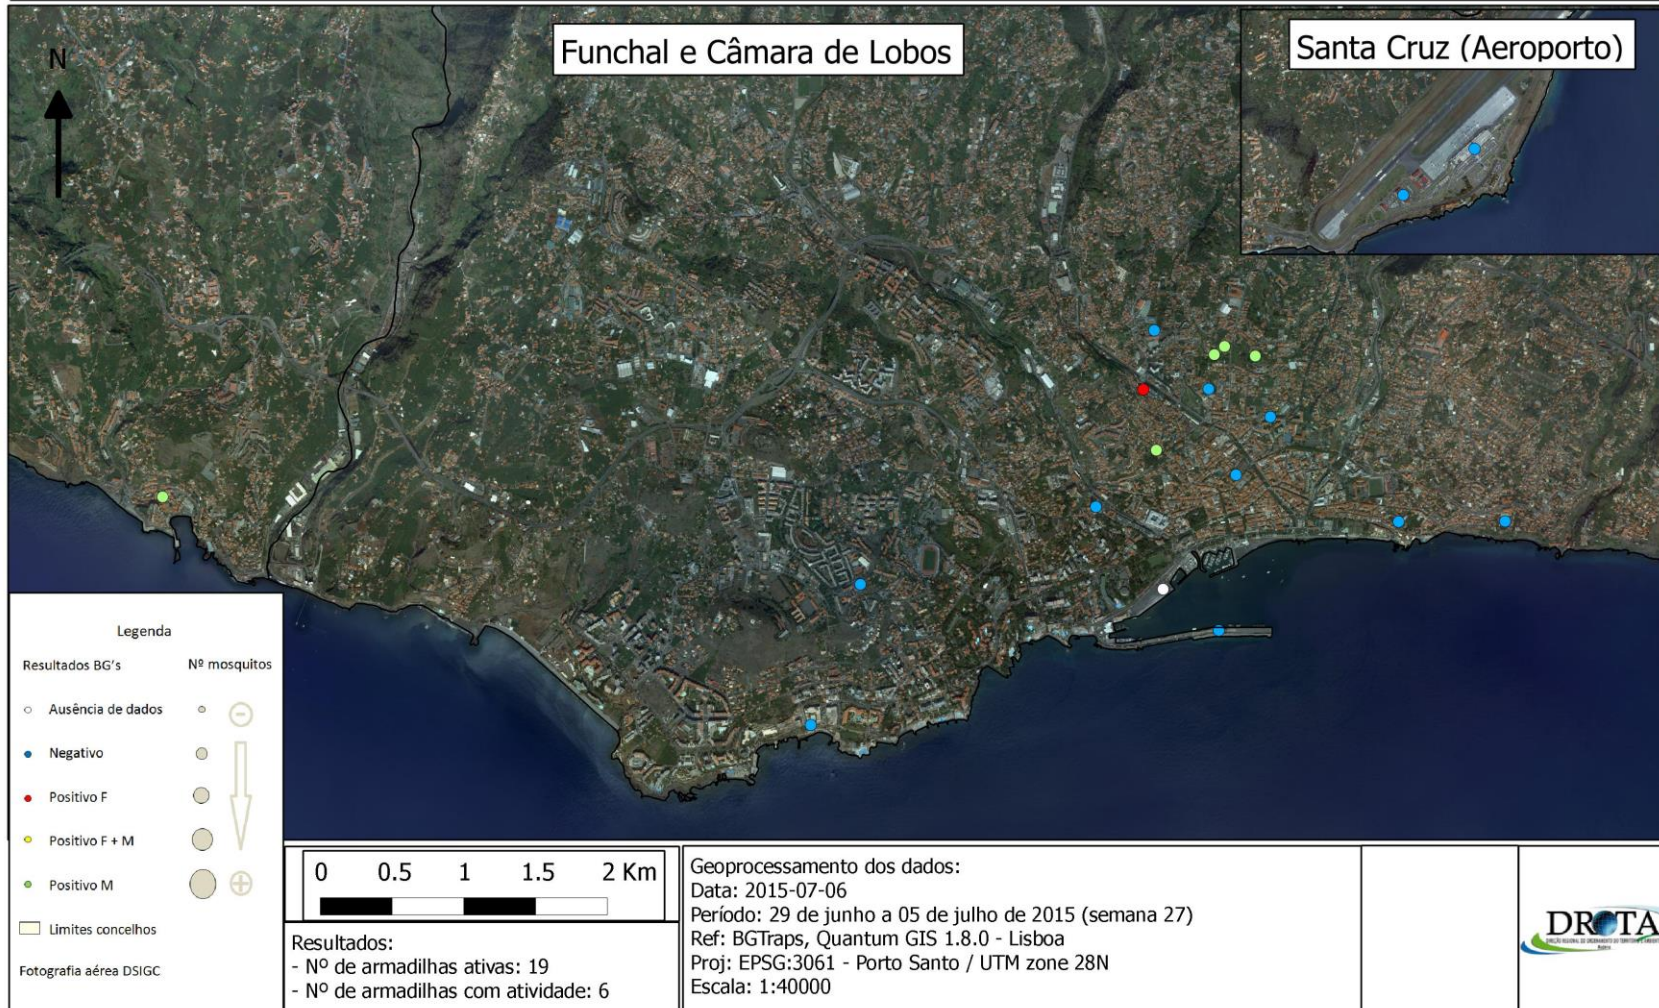 Funchal e Câmara de Lobos
Santa Cruz (Aeroporto)
N
Legenda
Resultados BG's
Nº mosquitos
Ausência de dados
Negativo
Positivo F
Positivo F + M
Positivo M
Limites concelhos
Fotografia aérea DSIGC
0 0.5 1 1.5 2 Km
Resultados:
- Nº de armadilhas ativas: 19
- Nº de armadilhas com atividade: 6
Geoprocessamento dos dados:
Data: 2015-07-06
Período: 29 de junho a 05 de julho de 2015 (semana 27)
Ref: BGTraps, Quantum GIS 1.8.0 - Lisboa
Proj: EPSG:3061 - Porto Santo / UTM zone 28N
Escala: 1:40000
DROTA